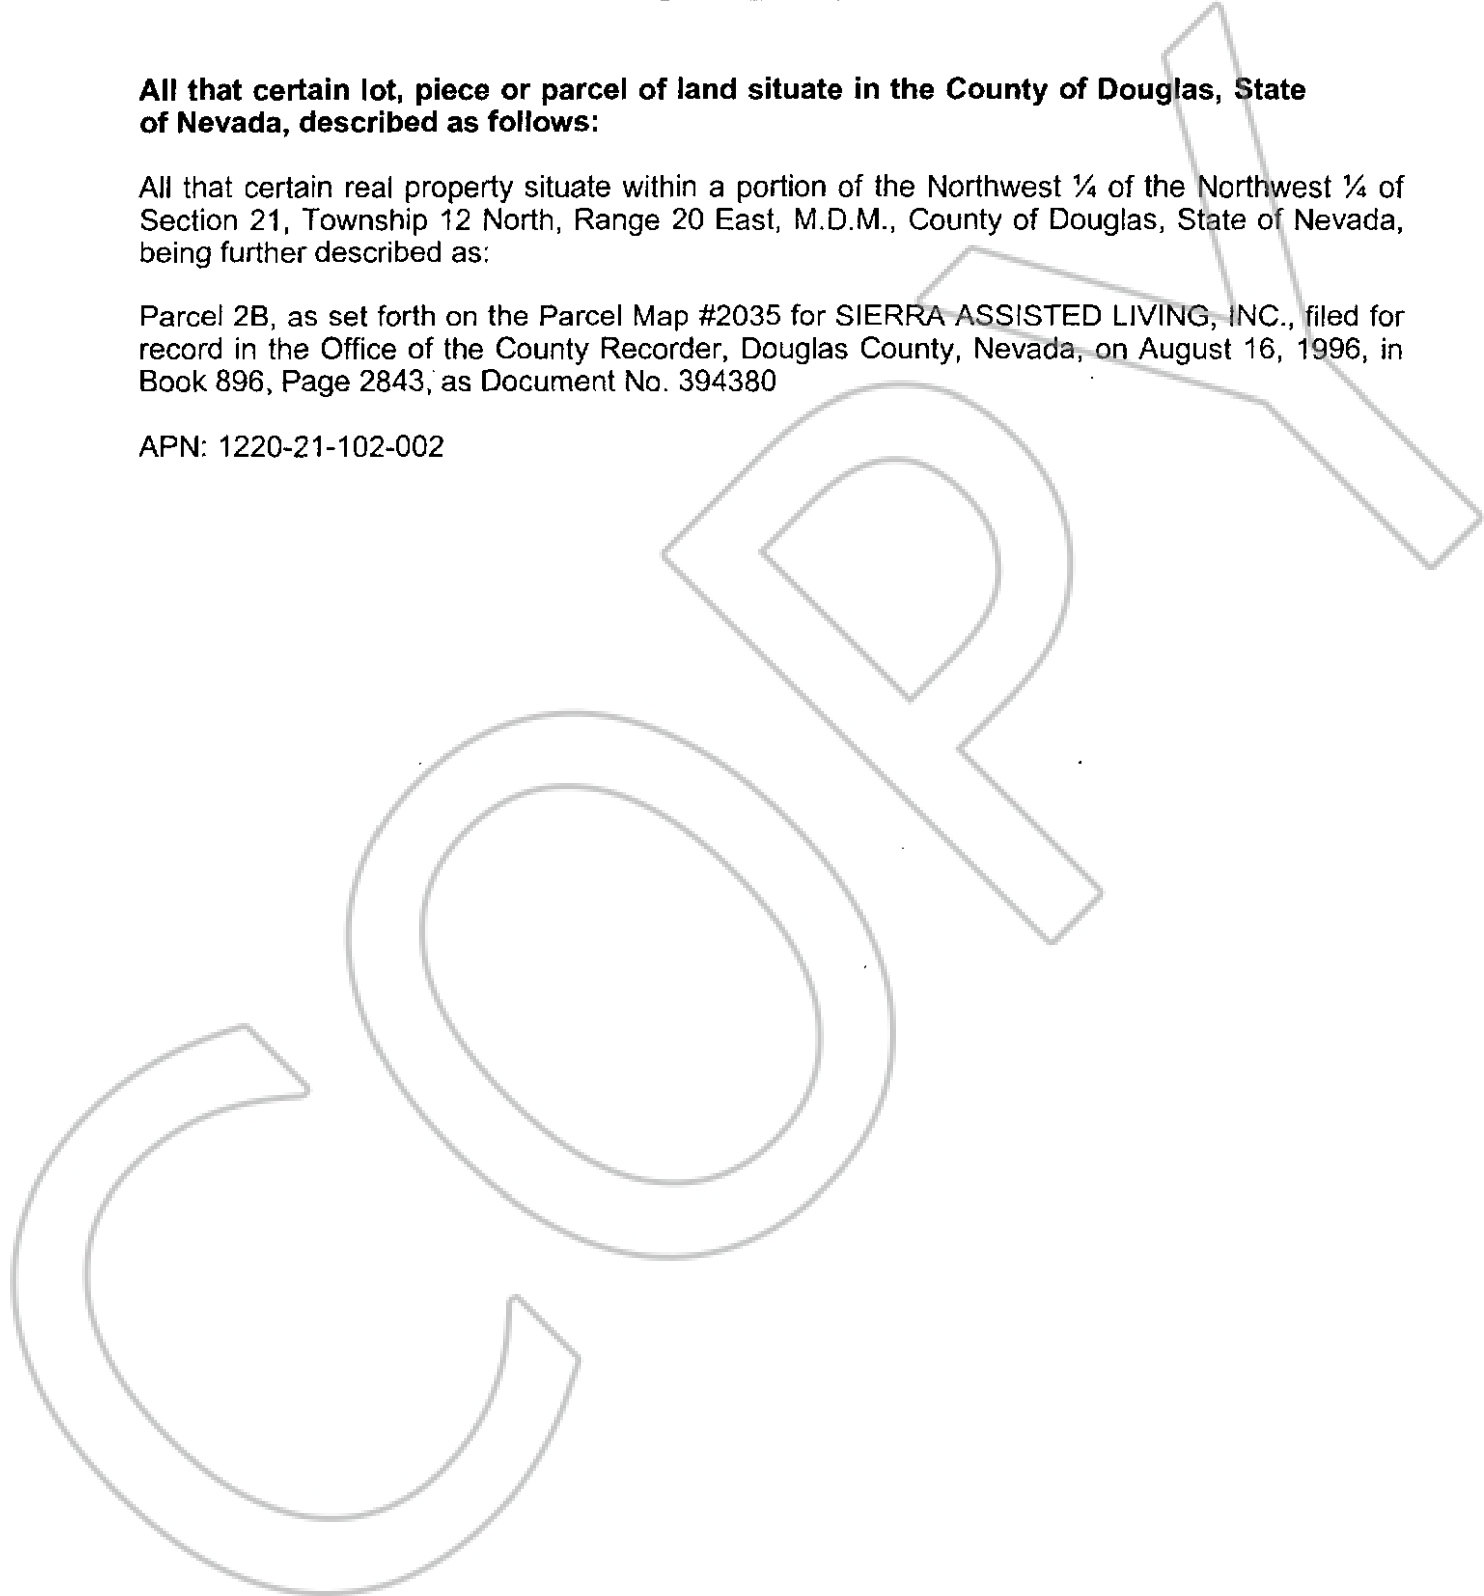 All that certain lot, piece or parcel of land situate in the County of Douglas, State
of Nevada, described as follows:
All that certain real property situate within a portion of the Northwest ¼ of the Northwest ¼ of
Section 21, Township 12 North, Range 20 East, M.D.M., County of Douglas, State of Nevada,
being further described as:
Parcel 2B, as set forth on the Parcel Map #2035 for SIERRA ASSISTED LIVING, INC., filed for
record in the Office of the County Recorder, Douglas County, Nevada, on August 16, 1996, in
Book 896, Page 2843, as Document No. 394380
APN: 1220-21-102-002
COPY